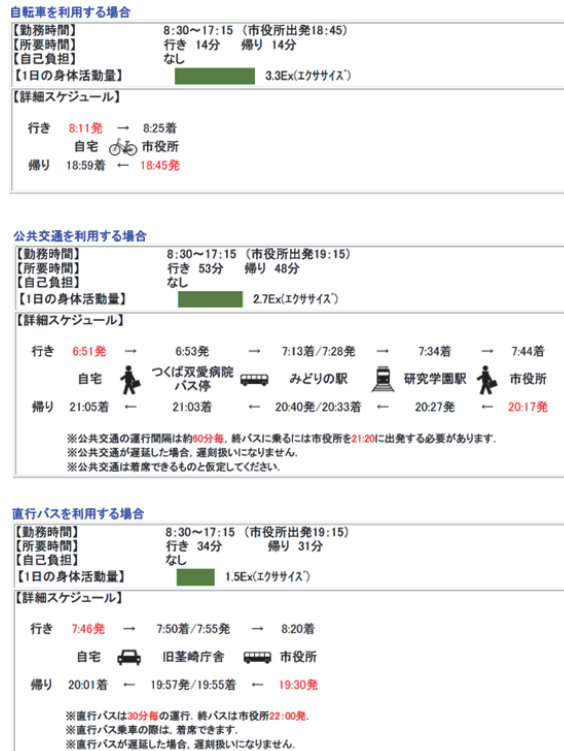 自転車を利用する場合
【勤務時間】 8:30～17:15 (市役所出発18:45)
【所要時間】 行き 14分 帰り 14分
【自己負担】 なし
【1日の身体活動量】 3.3Ex(エクササイズ)
【詳細スケジュール】
行き 8:11発 → 8:25着
自宅 市役所
帰り 18:59着 ← 18:45発
公共交通を利用する場合
【勤務時間】 8:30～17:15 (市役所出発19:15)
【所要時間】 行き 53分 帰り 48分
【自己負担】 なし
【1日の身体活動量】 2.7Ex(エクササイズ)
【詳細スケジュール】
行き 6:51発 → 6:53発 → 7:13着/7:28発 → 7:34着 → 7:44着
自宅 つくば双愛病院バス停 みどりの駅 研究学園駅 市役所
帰り 21:05着 ← 21:03着 ← 20:40発/20:33着 ← 20:27発 ← 20:17発
※公共交通の運行間隔は約60分毎, 終バスに乗るには市役所を21:20に出発する必要があります.
※公共交通が遅延した場合, 遅刻扱いになりません.
※公共交通は着席できるものと仮定してください.
直行バスを利用する場合
【勤務時間】 8:30～17:15 (市役所出発19:15)
【所要時間】 行き 34分 帰り 31分
【自己負担】 なし
【1日の身体活動量】 1.5Ex(エクササイズ)
【詳細スケジュール】
行き 7:46発 → 7:50着/7:55発 → 8:20着
自宅 旧茎崎庁舎 市役所
帰り 20:01着 ← 19:57発/19:55着 ← 19:30発
※直行バスは30分毎の運行. 終バスは市役所22:00発.
※直行バス乗車の際は, 着席できます.
※直行バスが遅延した場合, 遅刻扱いになりません.